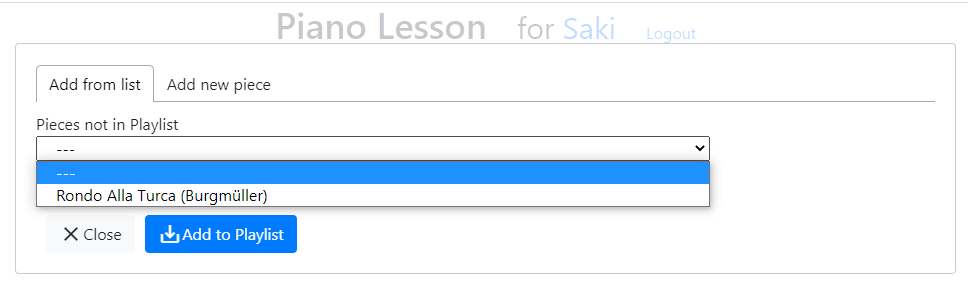 Piano Lesson for Saki Logout
Add from list Add new piece
Pieces not in Playlist
---
---
Rondo Alla Turca (Burgmüller)
Close Add to Playlist